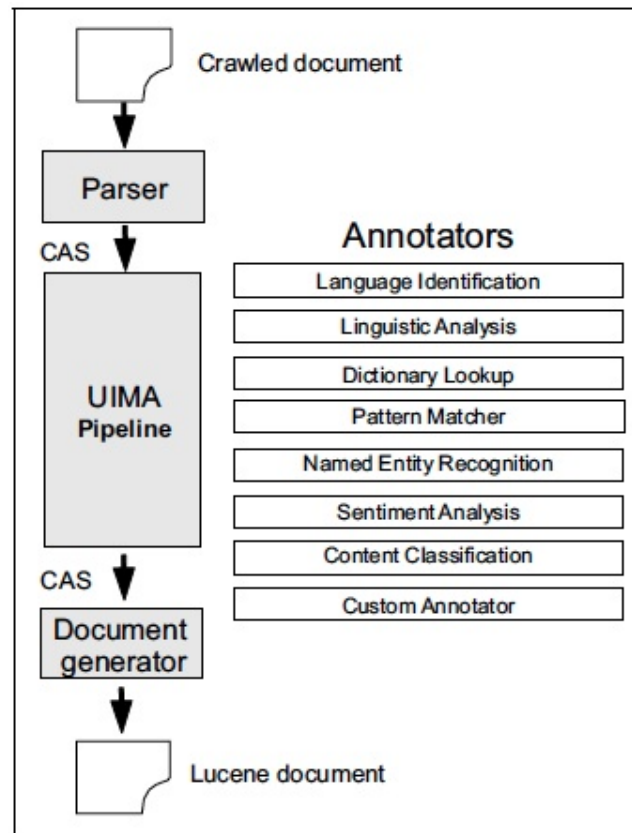 Crawled document
Parser
CAS
Annotators
Language Identification
Linguistic Analysis
Dictionary Lookup
UIMA
Pipeline
Pattern Matcher
Named Entity Recognition
Sentiment Analysis
Content Classification
Custom Annotator
CAS
Document
generator
Lucene document